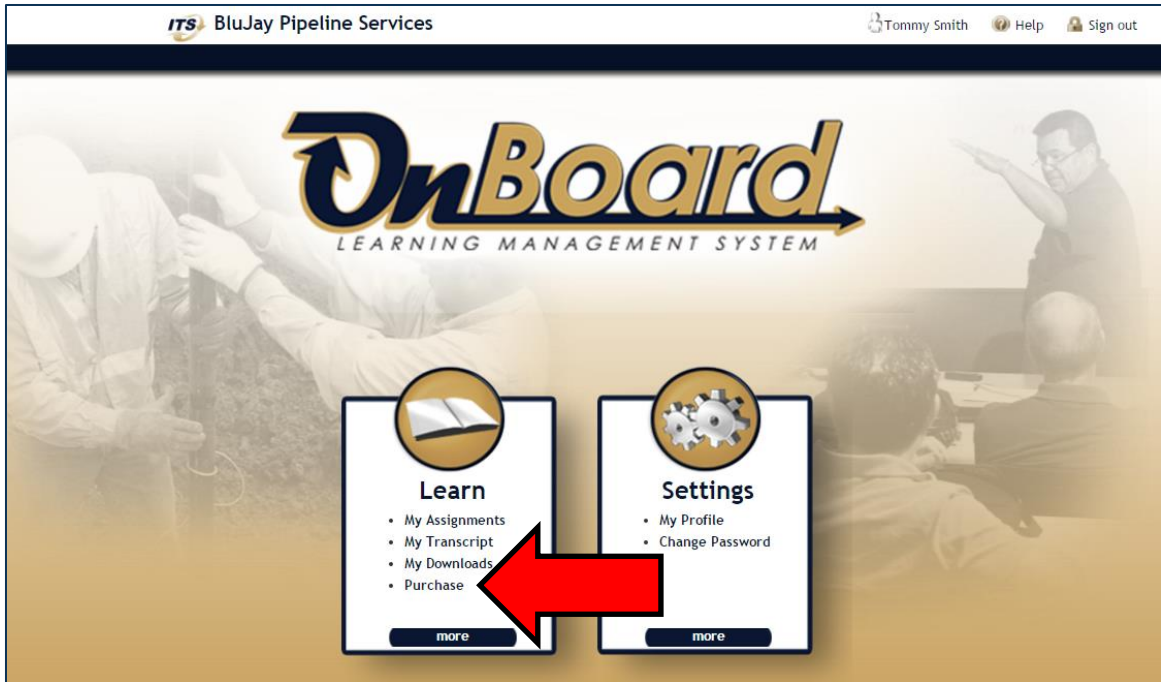 ITS BluJay Pipeline Services
Tommy Smith Help Sign out
OnBoard
LEARNING MANAGEMENT SYSTEM
Learn
My Assignments
My Transcript
My Downloads
Purchase
more
Settings
My Profile
Change Password
more